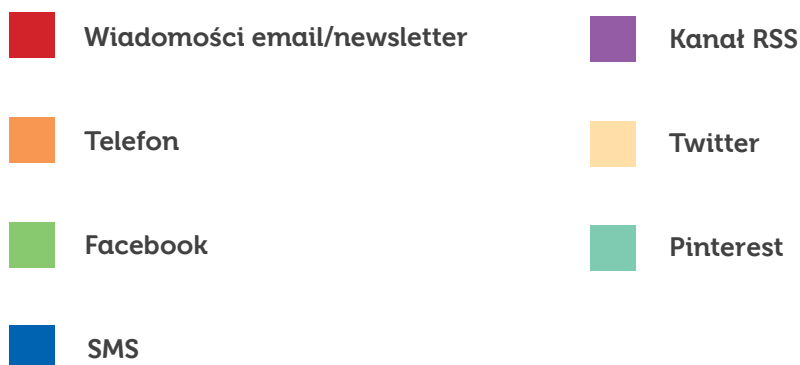 Wiadomości email/newsletter
Telefon
Facebook
SMS
Kanał RSS
Twitter
Pinterest